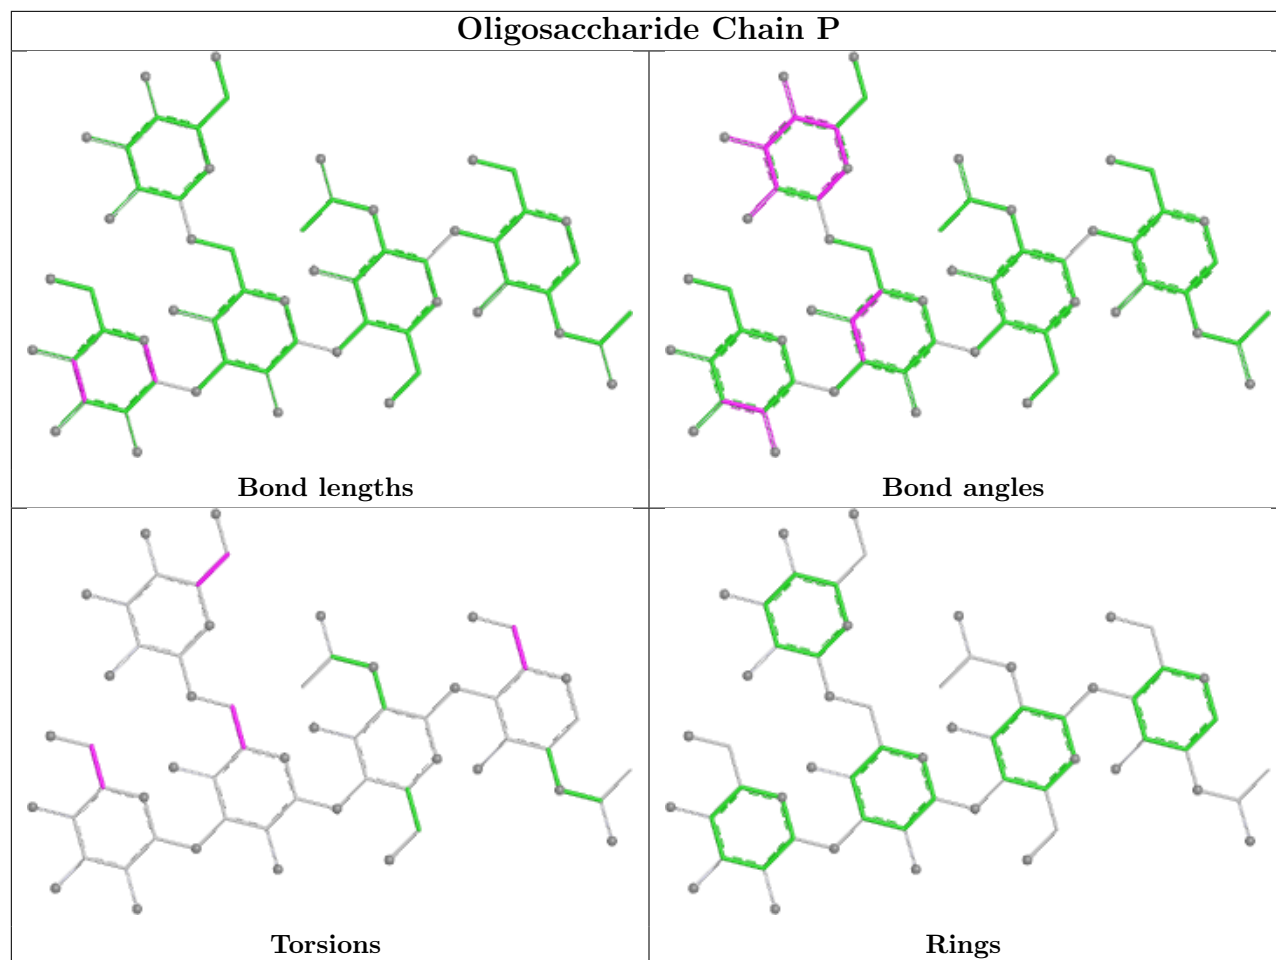 Oligosaccharide Chain P
Bond lengths
Bond angles
Torsions
Rings